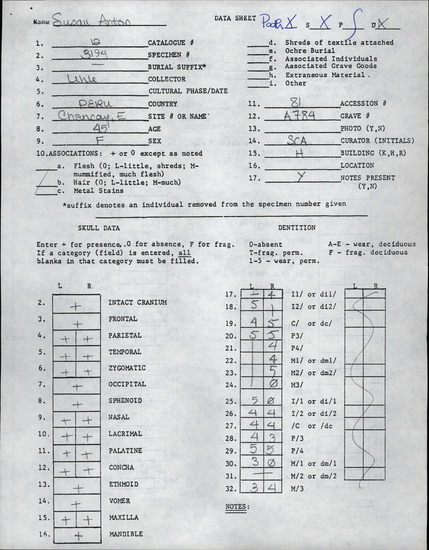 Name Susan Anton DATA SHEET Pach X S X F U X
1. 12 CATALOGUE #
2. 3194 SPECIMEN #
3. — BURIAL SUFFIX*
4. Uhle COLLECTOR
5. CULTURAL PHASE/DATE
6. PERU COUNTRY
7. Chancay, E SITE # OR NAME
8. 45 AGE
9. F SEX
10. ASSOCIATIONS: + or 0 except as noted
a. Flesh (0; L-little, shreds; M-
mummified, much flesh)
b. Hair (0; L-little; M-much)
c. Metal Stains
d. Shreds of textile attached
e. Ochre Burial
f. Associated Individuals
g. Associated Grave Goods
h. Extraneous Material
i. Other
11. 81 ACCESSION #
12. A784 GRAVE #
13. PHOTO (Y,N)
14. SCA CURATOR (INITIALS)
15. H BUILDING (K,H,R)
16. LOCATION
17. Y NOTES PRESENT
(Y,N)
*suffix denotes an individual removed from the specimen number given
SKULL DATA
Enter + for presence, 0 for absence, F for frag.
If a category (field) is entered, all
blanks in that category must be filled.
L R
2. + INTACT CRANIUM
3. + FRONTAL
4. + + PARIETAL
5. + + TEMPORAL
6. + + ZYGOMATIC
7. + OCCIPITAL
8. + SPHENOID
9. + + NASAL
10. + + LACRIMAL
11. + + PALATINE
12. + + CONCHA
13. + ETHMOID
14. + VOMER
15. + + MAXILLA
16. + MANDIBLE
DENTITION
0-absent A-E - wear, deciduous
T-frag. perm. F - frag. deciduous
1-5 - wear, perm.
L R L R
17. — 4 I1/ or di1/
18. 5 1 I2/ or di2/
19. 4 5 C/ or dc/
20. 5 5 P3/
21. 1 4 P4/
22. 4 M1/ or dm1/
23. 5 M2/ or dm2/
24. 1 0 M3/
25. 5 0 I/1 or di/1
26. 4 4 I/2 or di/2
27. 4 4 /C or /dc
28. 4 3 P/3
29. 5 5 P/4
30. 3 0 M/1 or dm/1
31. — M/2 or dm/2
32. 3 4 M/3
NOTES: